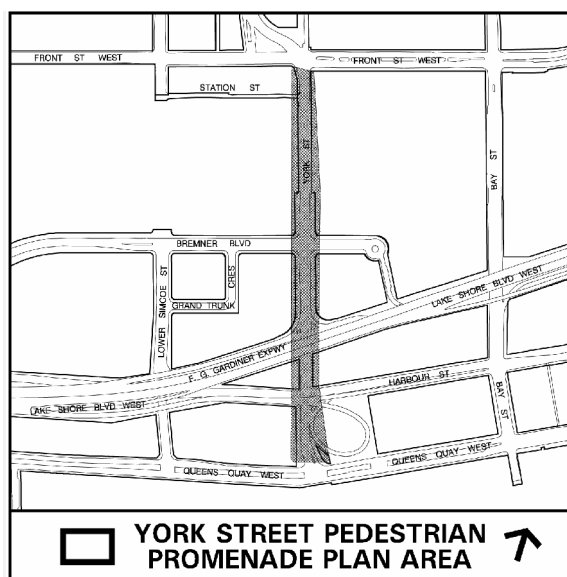 FRONT ST WEST
FRONT ST WEST
STATION ST
YORK ST
BAY ST
BREMNER BLVD
LOWER SIMCOE ST
CRES
GRAND TRUNK
LAKE SHORE BLVD WEST
F. G. GARDINER EXPWY
HARBOUR ST
LAKE SHORE BLVD WEST
BAY ST
QUEENS QUAY WEST
QUEENS QUAY WEST
YORK STREET PEDESTRIAN
PROMENADE PLAN AREA